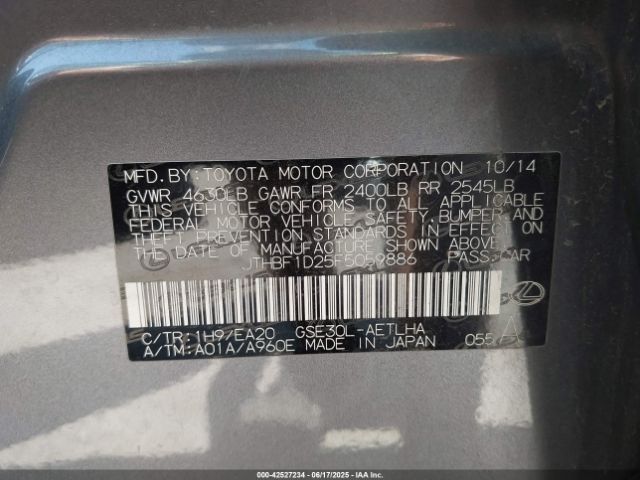 MFD.BY:TOYOTA MOTOR CORPORATION 10/14
GVWR 4630LB GAWR FR 2400LB RR 2545LB
THIS VEHICLE CONFORMS TO ALL APPLICABLE
FEDERAL MOTOR VEHICLE SAFETY, BUMPER, AND
THEFT PREVENTION STANDARDS IN EFFECT ON
THE DATE OF MANUFACTURE SHOWN ABOVE.
PASS.CAR
C/TR:1H9/EA20 GSE30L-AETLHA
A/TM:A01A/A960E MADE IN JAPAN 055 A
000-42527234 - 06/17/2025 - IAAI.COM